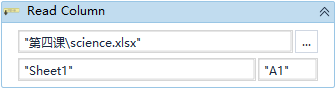 Read Column
"第四课\science.xlsx"
...
"Sheet1" "A1"